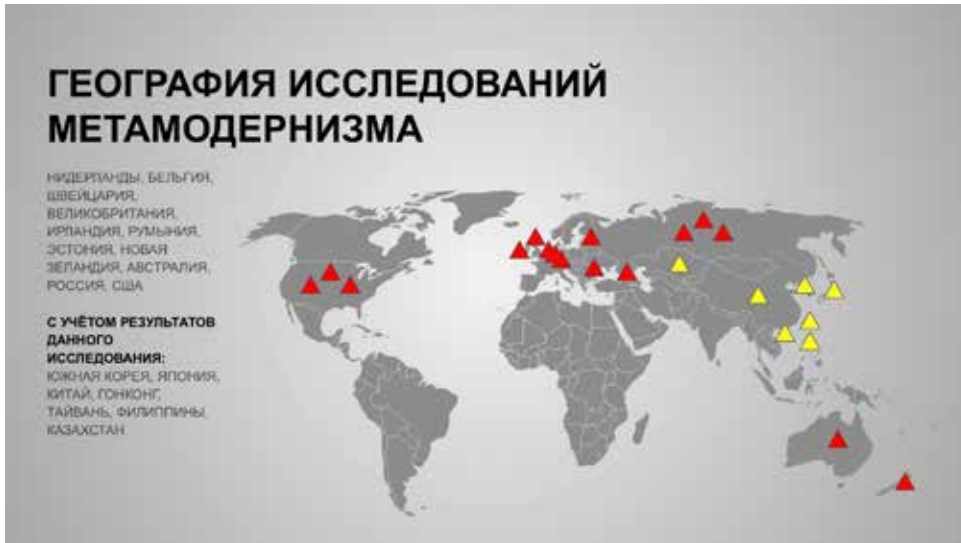 ГЕОГРАФИЯ ИССЛЕДОВАНИЙ
МЕТАМОДЕРНИЗМА
НИДЕРЛАНДЫ, БЕЛЬГИЯ,
ШВЕЙЦАРИЯ,
ВЕЛИКОБРИТАНИЯ,
ИРЛАНДИЯ, РУМЫНИЯ,
ЭСТОНИЯ, НОВАЯ
ЗЕЛАНДИЯ, АВСТРАЛИЯ,
РОССИЯ, США
С УЧЁТОМ РЕЗУЛЬТАТОВ
ДАННОГО
ИССЛЕДОВАНИЯ:
ЮЖНАЯ КОРЕЯ, ЯПОНИЯ,
КИТАЙ, ГОНКОНГ,
ТАЙВАНЬ, ФИЛИППИНЫ,
КАЗАХСТАН